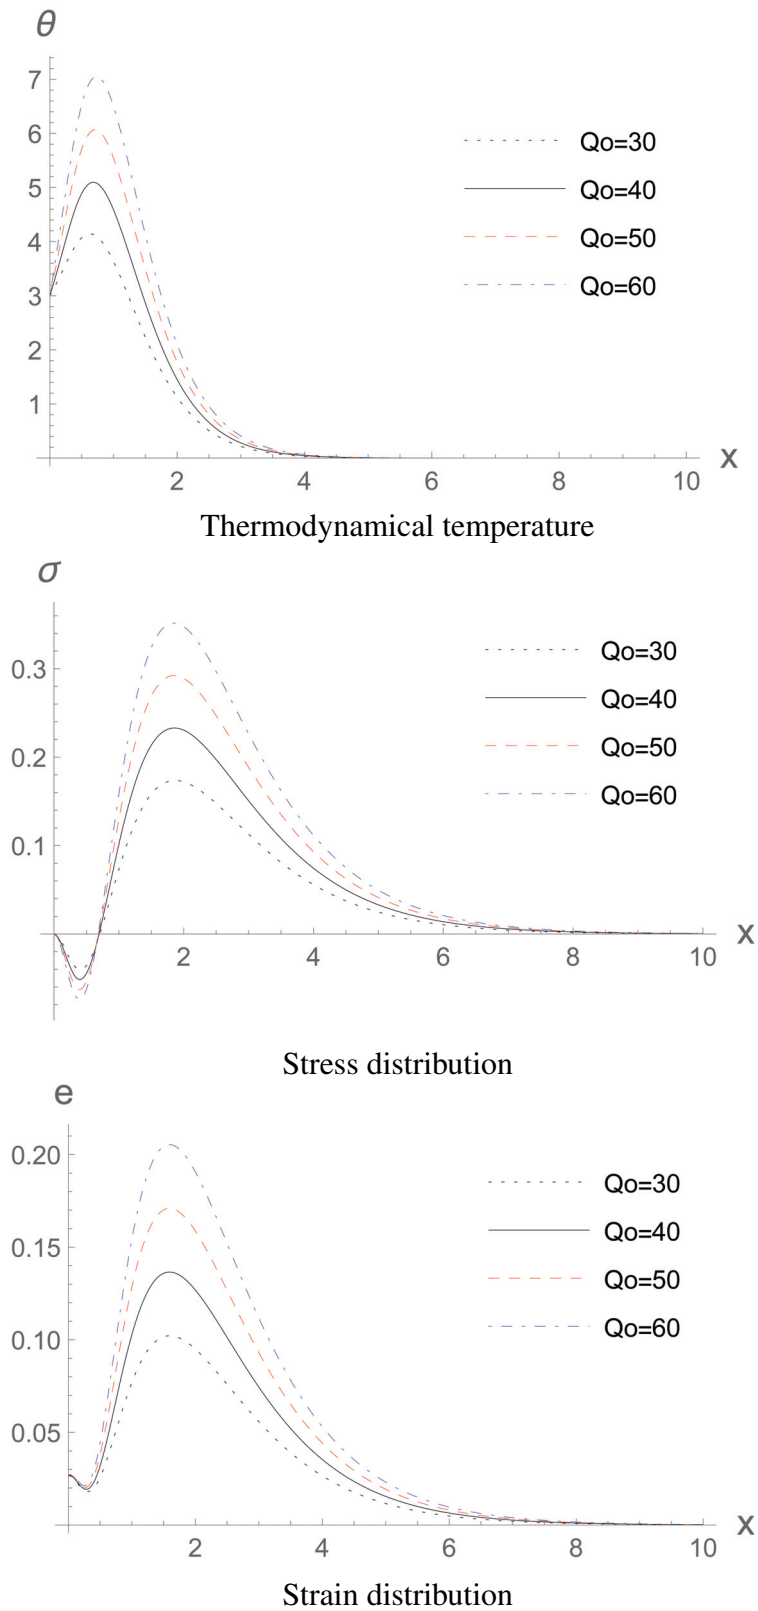 θ
7
6
5
4
3
2
1
Qo=30
Qo=40
Qo=50
Qo=60
2 4 6 8 10 x
Thermodynamical temperature
σ
0.3
0.2
0.1
Qo=30
Qo=40
Qo=50
Qo=60
2 4 6 8 10 x
Stress distribution
e
0.20
0.15
0.10
0.05
Qo=30
Qo=40
Qo=50
Qo=60
2 4 6 8 10 x
Strain distribution